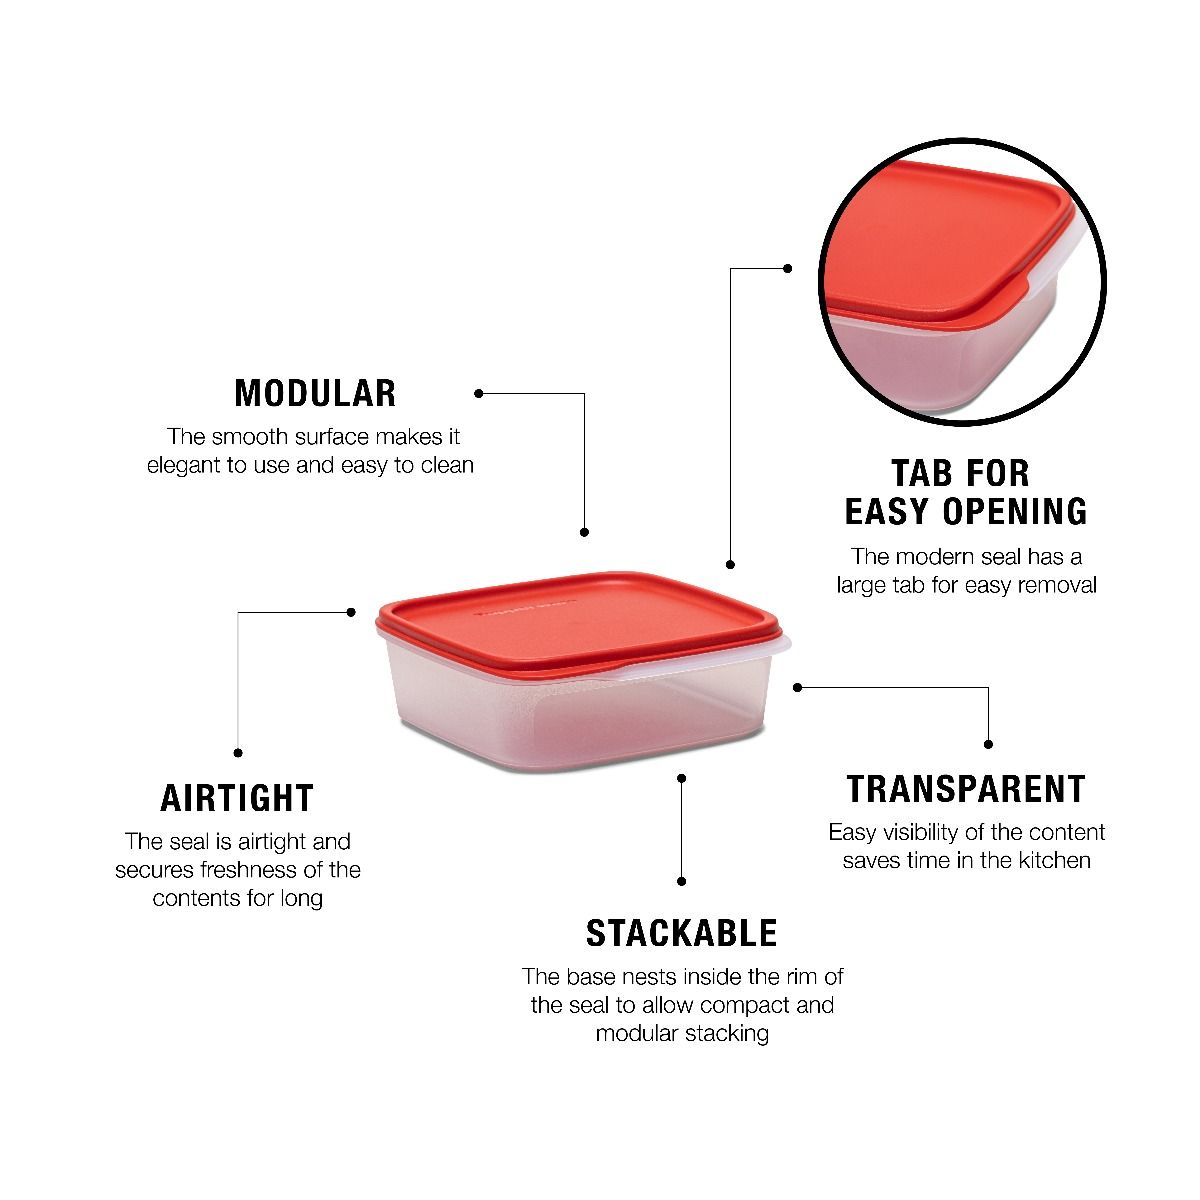 MODULAR
The smooth surface makes it
elegant to use and easy to clean
TAB FOR
EASY OPENING
The modern seal has a
large tab for easy removal
AIRTIGHT
The seal is airtight and
secures freshness of the
contents for long
TRANSPARENT
Easy visibility of the content
saves time in the kitchen
STACKABLE
The base nests inside the rim of
the seal to allow compact and
modular stacking